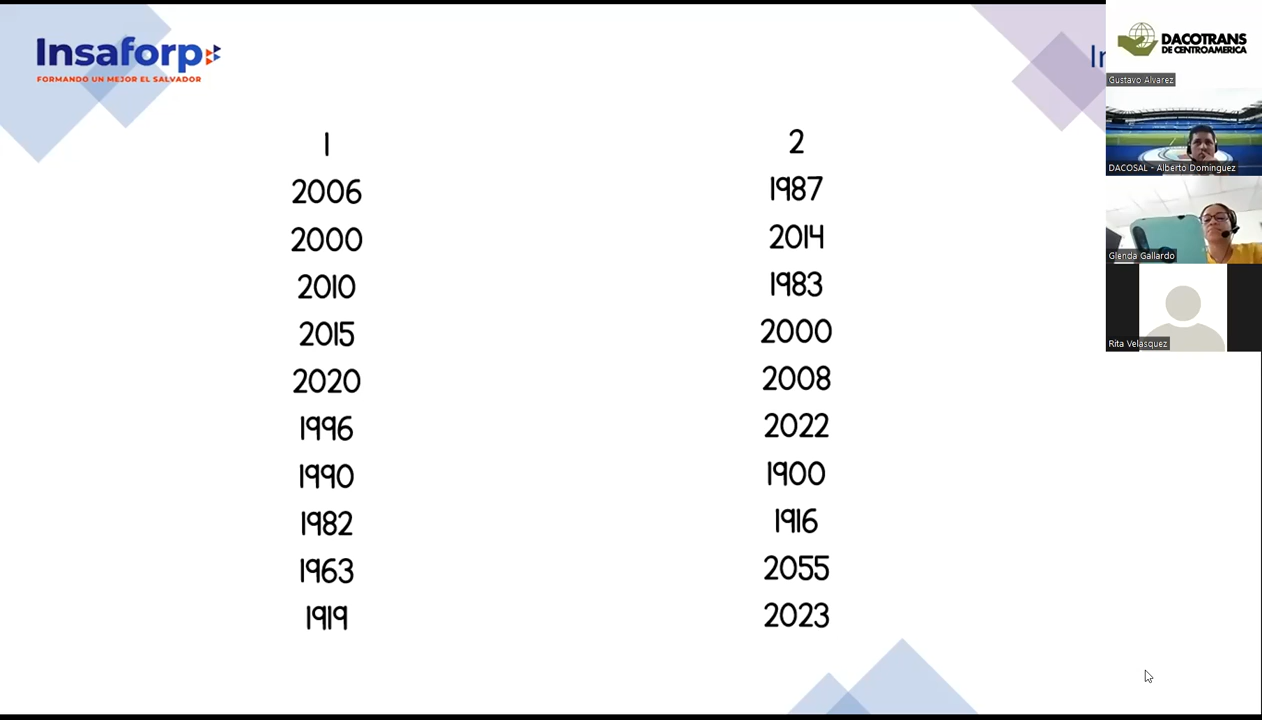 Insaforp
FORMANDO UN MEJOR EL SALVADOR
In
1
2006
2000
2010
2015
2020
1996
1990
1982
1963
1919
2
1987
2014
1983
2000
2008
2022
1900
1916
2055
2023
DACOTRANS
DE CENTROAMERICA
Gustavo Alvarez
DACOSAL - Alberto Dominguez
Glenda Gallardo
Rita Velasquez